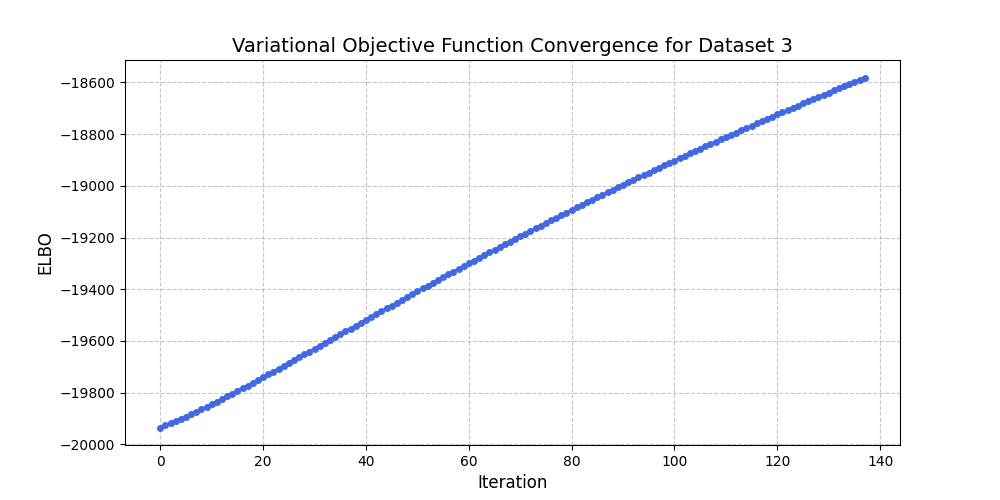 Variational Objective Function Convergence for Dataset 3
ELBO
−18600
−18800
−19000
−19200
−19400
−19600
−19800
−20000
0 20 40 60 80 100 120 140
Iteration